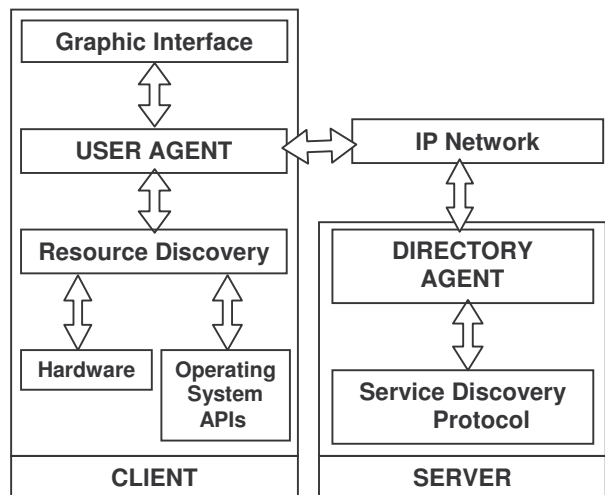 Graphic Interface
USER AGENT
Resource Discovery
Hardware
Operating
System
APIs
CLIENT
IP Network
DIRECTORY
AGENT
Service Discovery
Protocol
SERVER